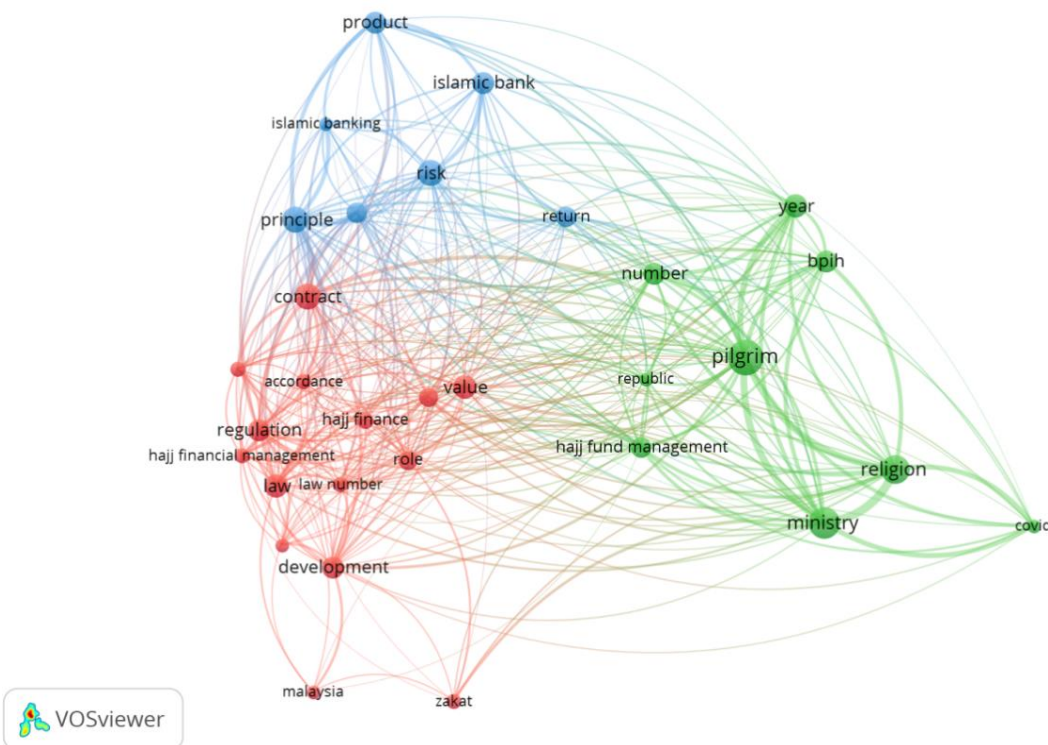 product
islamic bank
islamic banking
risk
principle
return
year
number
bpih
contract
pilgrim
republic
accordance
value
hajj finance
regulation
hajj fund management
hajj financial management
role
religion
law
law number
ministry
covid
development
malaysia
zakat
VOSviewer